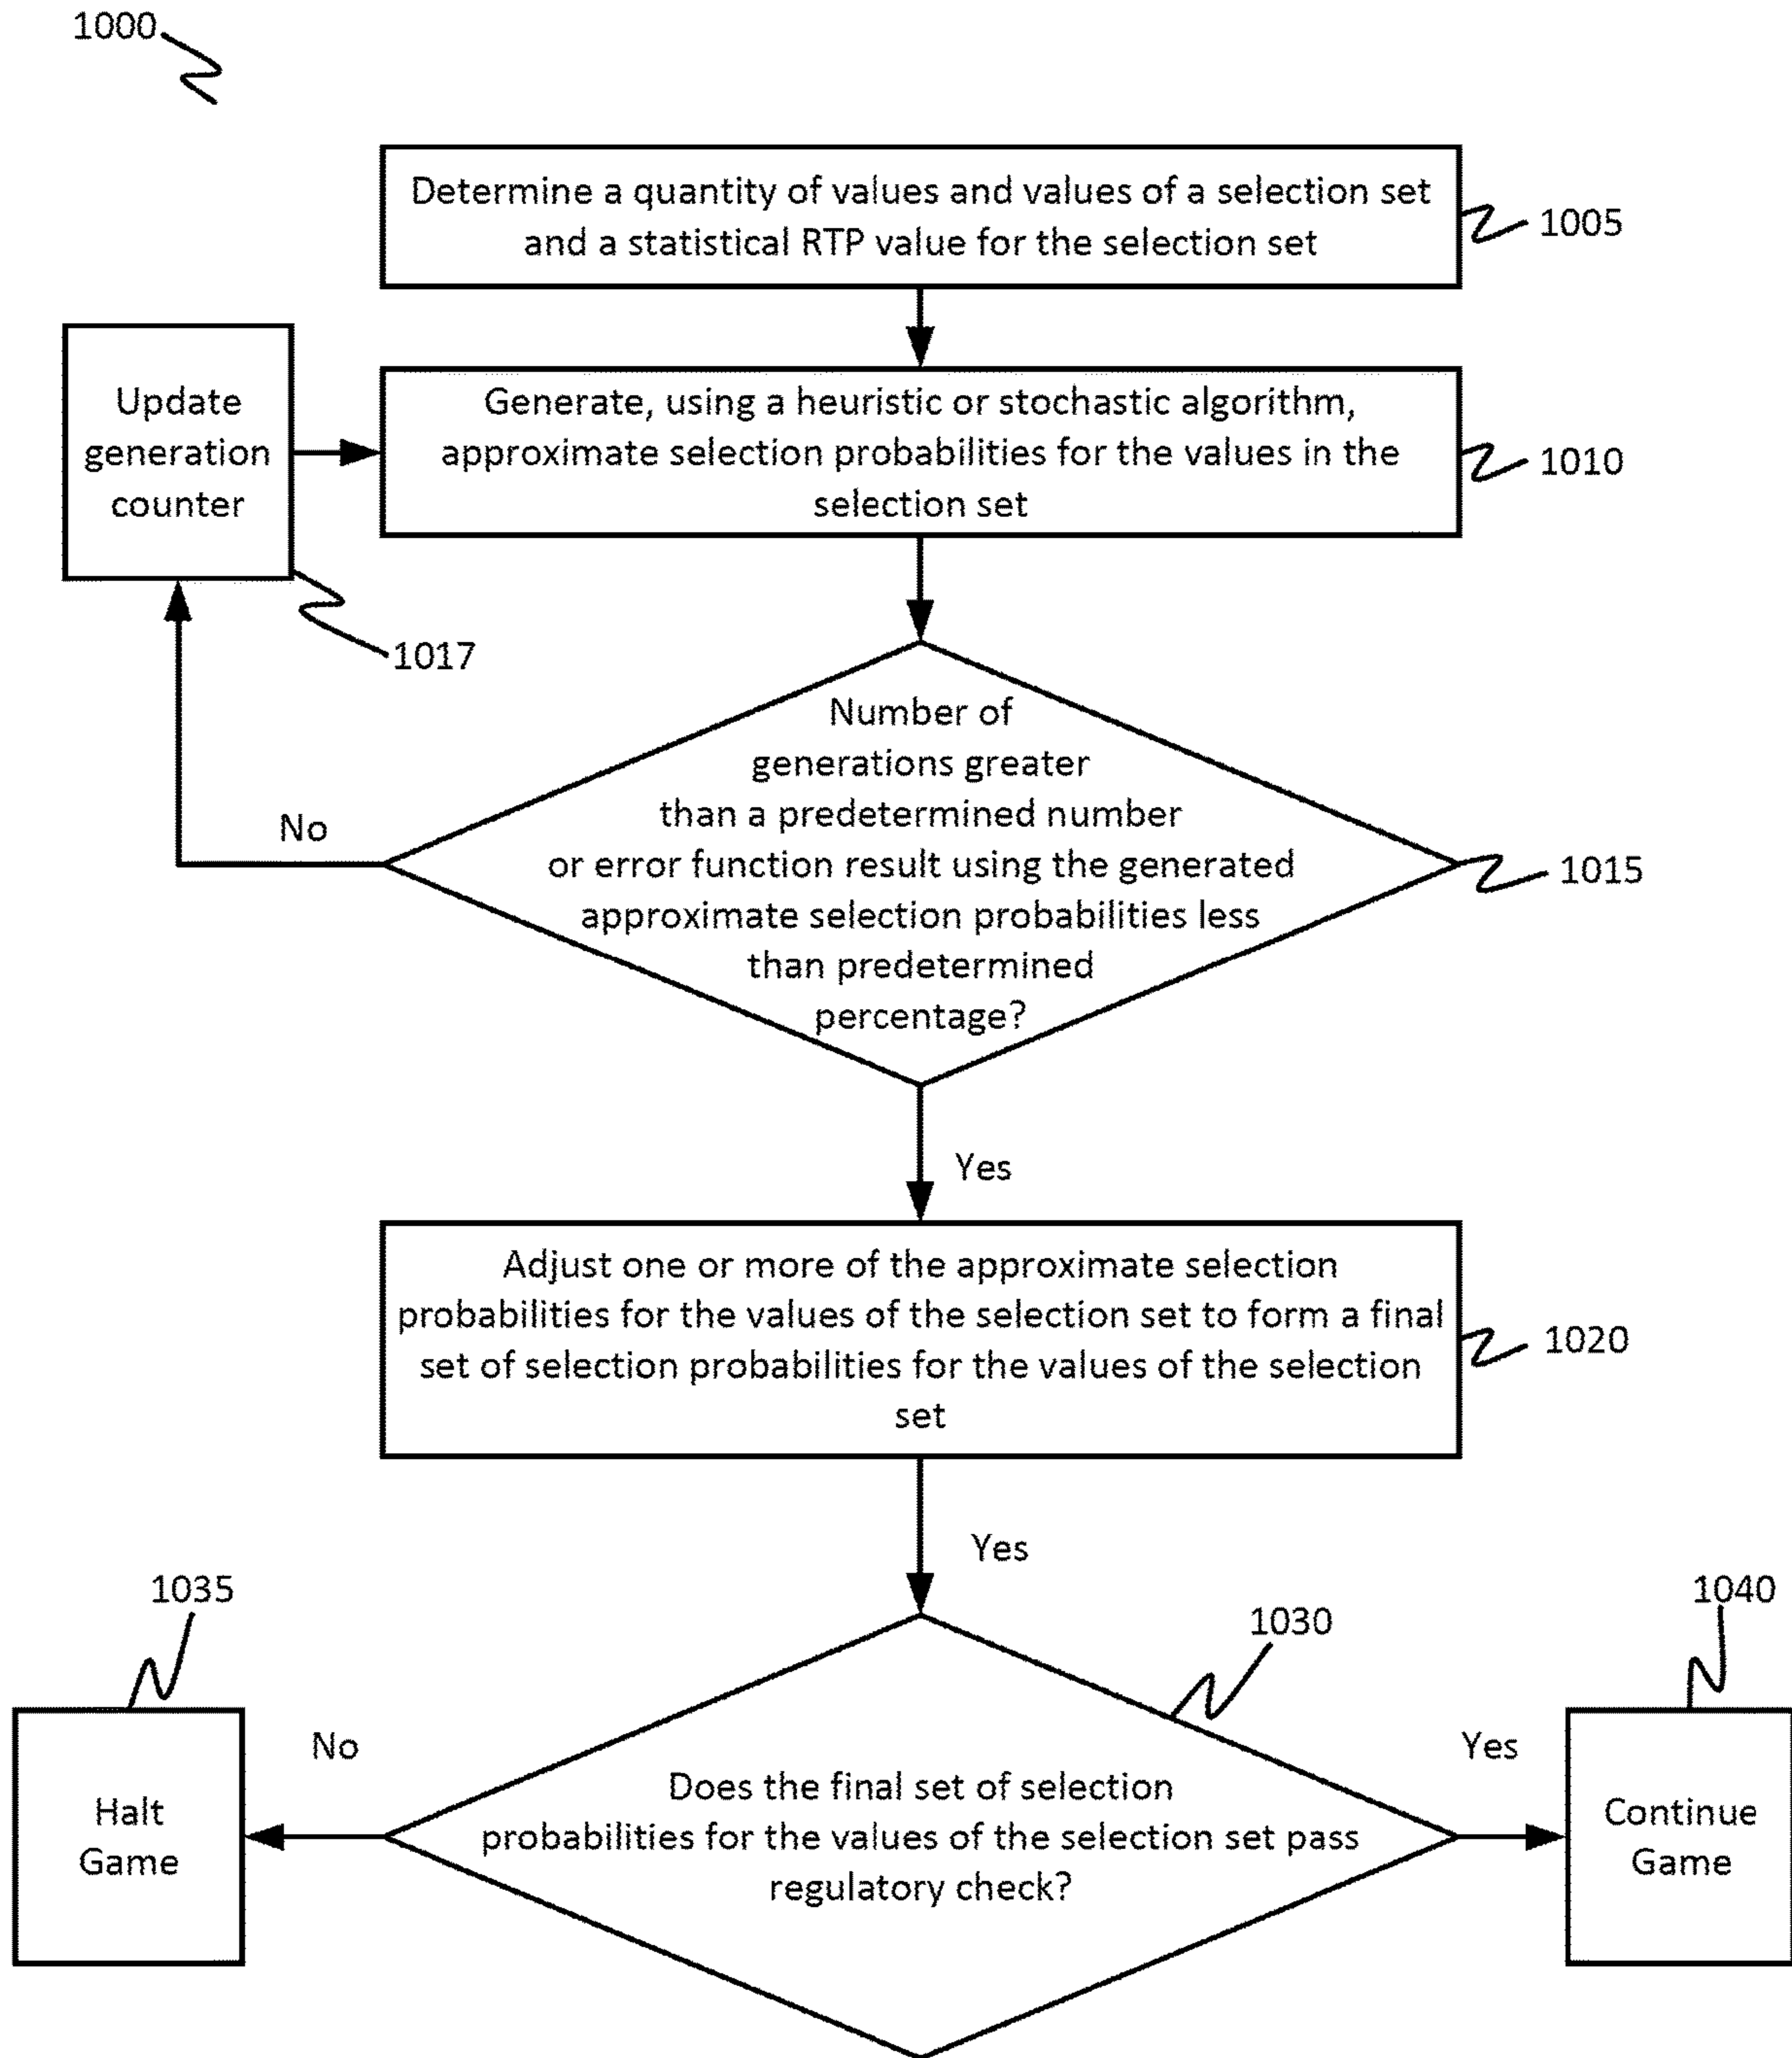 1000
Determine a quantity of values and values of a selection set
and a statistical RTP value for the selection set
1005
Update
generation
counter
1017
Generate, using a heuristic or stochastic algorithm,
approximate selection probabilities for the values in the
selection set
1010
Number of
generations greater
than a predetermined number
or error function result using the generated
approximate selection probabilities less
than predetermined
percentage?
1015
No
Yes
Adjust one or more of the approximate selection
probabilities for the values of the selection set to form a final
set of selection probabilities for the values of the selection
set
1020
Yes
1035
1030
1040
No
Yes
Halt
Game
Does the final set of selection
probabilities for the values of the selection set pass
regulatory check?
Continue
Game